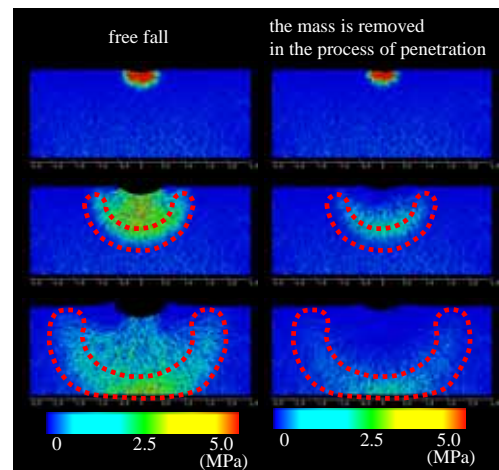 free fall
the mass is removed
in the process of penetration
0 2.5 5.0
(MPa)
0 2.5 5.0
(MPa)